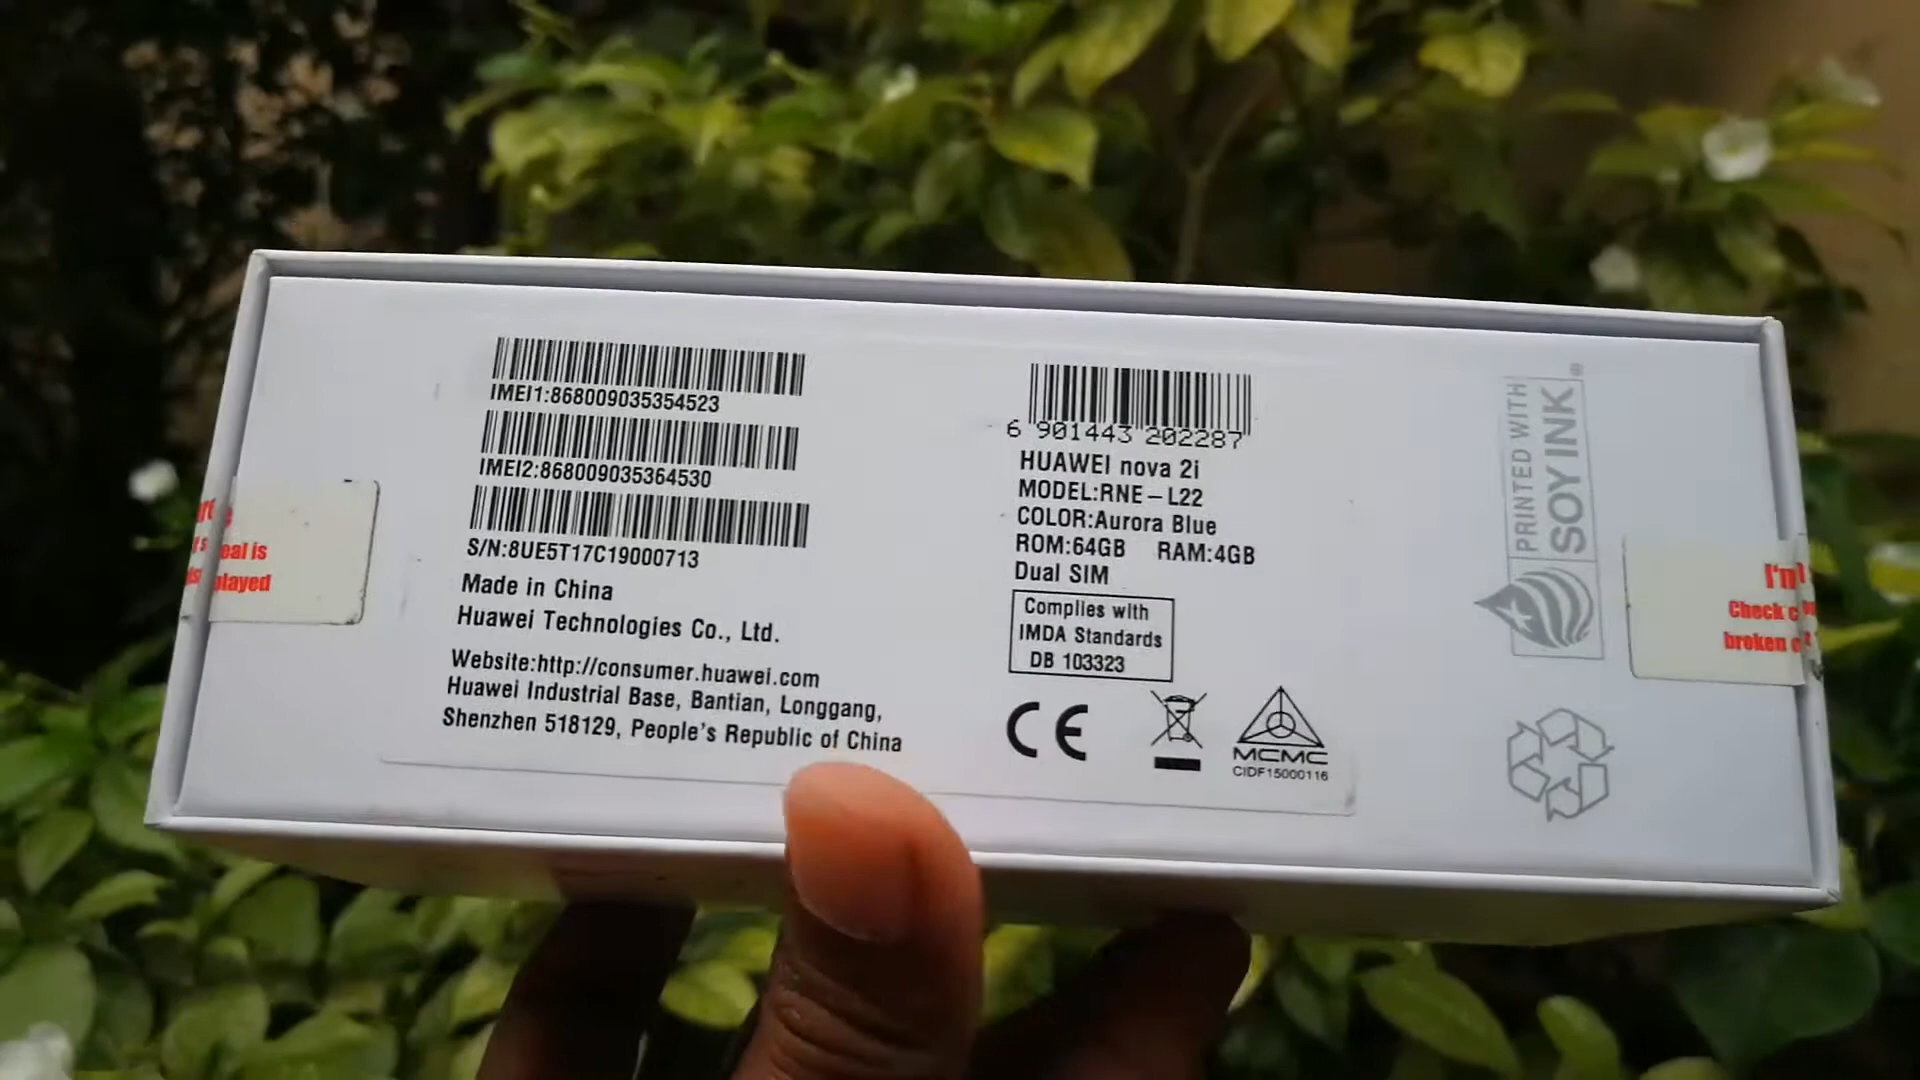 IMEI1:868009035354523
IMEI2:868009035364530
S/N:8UE5T17C19000713
Made in China
Huawei Technologies Co., Ltd.
Website:http://consumer.huawei.com
Huawei Industrial Base, Bantian, Longgang,
Shenzhen 518129, People's Republic of China
6 901443 202287
HUAWEI nova 2i
MODEL:RNE-L22
COLOR:Aurora Blue
ROM:64GB RAM:4GB
Dual SIM
Complies with
IMDA Standards
DB 103323
CE
MCMC
CIDF15000116
PRINTED WITH
SOY INK®
eal is
played
I'm
Check
broken